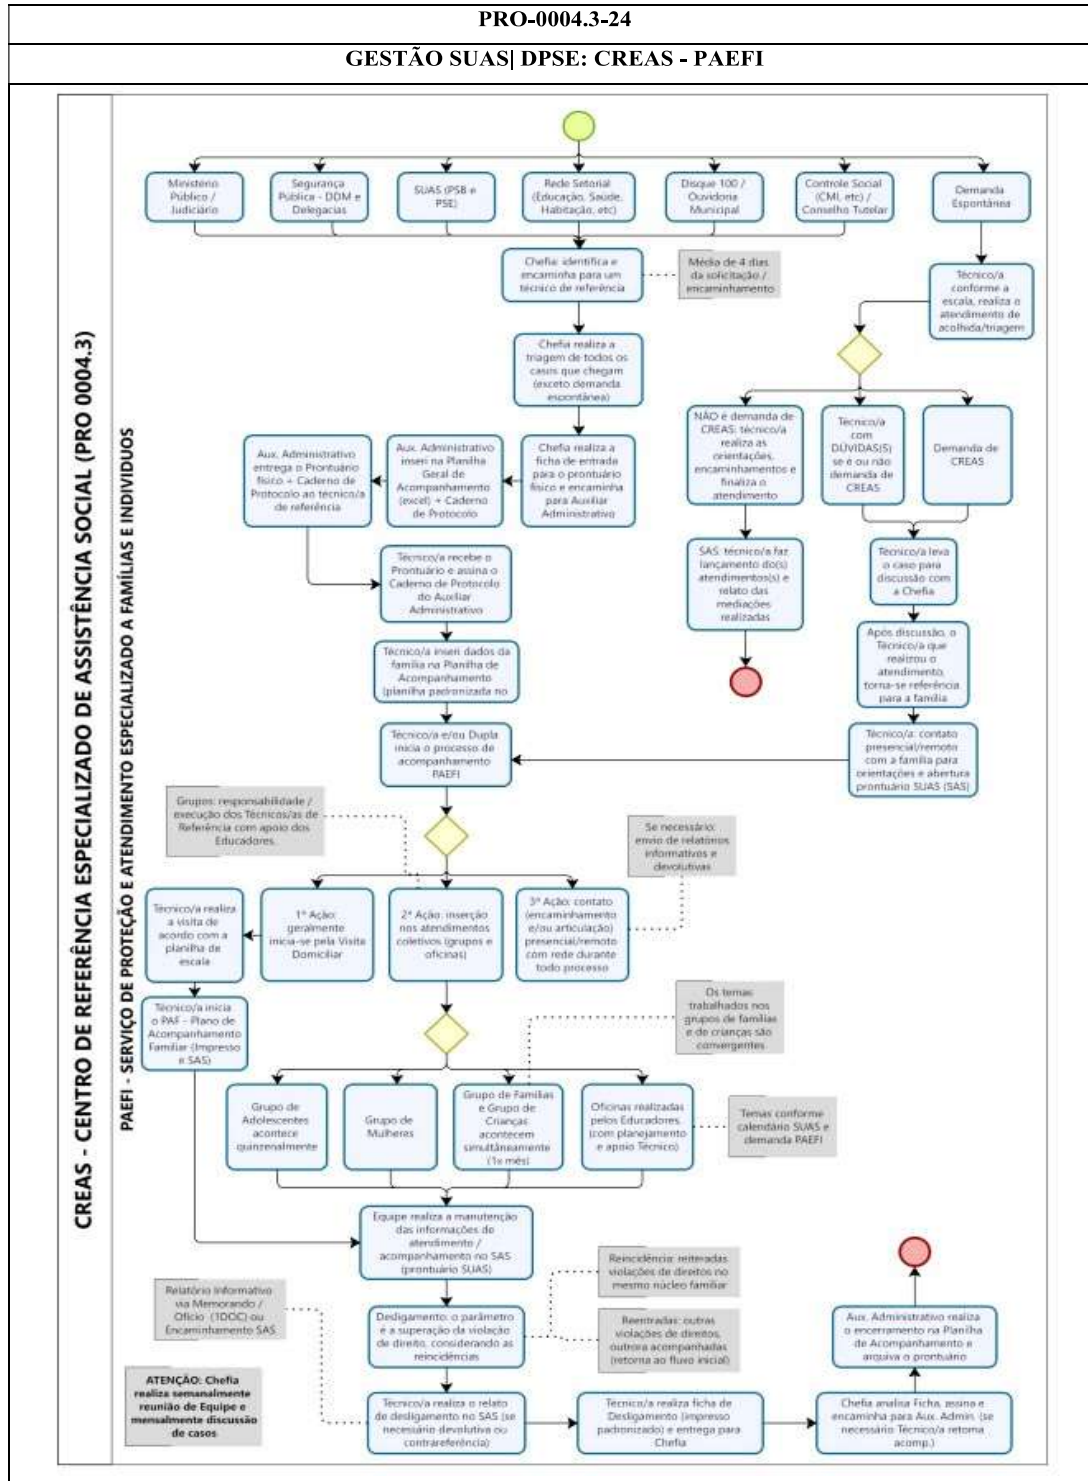 PRO-0004.3-24
GESTÃO SUAS| DPSE: CREAS - PAEFI
CREAS - CENTRO DE REFERÊNCIA ESPECIALIZADO DE ASSISTÊNCIA SOCIAL (PRO 0004.3)
PAEFI - SERVIÇO DE PROTEÇÃO E ATENDIMENTO ESPECIALIZADO A FAMÍLIAS E INDIVIDUOS
Ministério
Público /
Judiciário
Segurança
Pública - DDM e
Delegacias
SUAS (PSB e
PSE)
Rede Setorial
(Educação, Saúde,
Habitação, etc)
Disque 100 /
Ouvidoria
Municipal
Controle Social
(CMI, etc) /
Conselho Tutelar
Demanda
Espontânea
Chefia: identifica e
encaminha para um
técnico de referência
Média de 4 dias
da solicitação /
encaminhamento
Técnico/a
conforme a
escala, realiza o
atendimento de
acolhida/triagem
Chefia realiza a
triagem de todos os
casos que chegam
(exceto demanda
espontânea)
NÃO é demanda de
CREAS: técnico/a
realiza as
orientações,
encaminhamentos e
finaliza o
atendimento
Técnico/a
com
DÚVIDAS(S)
se é ou não
demanda de
CREAS
Demanda de
CREAS
Aux. Administrativo
entrega o Prontuário
físico + Caderno de
Protocolo ao técnico/a
de referência
Aux. Administrativo
inseri na Planilha
Geral de
Acompanhamento
(excel) + Caderno
de Protocolo
Chefia realiza a
ficha de entrada
para o prontuário
físico e encaminha
para Auxiliar
Administrativo
Técnico/a recebe o
Prontuário e assina o
Caderno de Protocolo
do Auxiliar
Administrativo
SAS: técnico/a faz
lançamento do(s)
atendimentos(s) e
relato das
mediações
realizadas
Técnico/a leva
o caso para
discussão com
a Chefia
Técnico/a inseri dados da
família na Planilha de
Acompanhamento
(planilha padronizada no
Após discussão, o
Técnico/a que
realizou o
atendimento,
torna-se referência
para a família
Técnico/a e/ou Dupla
inicia o processo de
acompanhamento
PAEFI
Técnico/a: contato
presencial/remoto
com a família para
orientações e abertura
prontuário SUAS (SAS)
Grupos: responsabilidade /
execução dos Técnicos/as de
Referência com apoio dos
Educadores.
Se necessário:
envio de relatórios
informativos e
devolutivas
Técnico/a realiza
a visita de
acordo com a
planilha de
escala
1ª Ação:
geralmente
inicia-se pela Visita
Domiciliar
2ª Ação: inserção
nos atendimentos
coletivos (grupos e
oficinas)
3ª Ação: contato
(encaminhamento
e/ou articulação)
presencial/remoto
com rede durante
todo processo
Técnico/a inicia
o PAF - Plano de
Acompanhamento
Familiar (Impresso
e SAS)
Os temas
trabalhados nos
grupos de famílias
e de crianças são
convergentes
Grupo de
Adolescentes
acontece
quinzenalmente
Grupo de
Mulheres
Grupo de Famílias
e Grupo de
Crianças
acontecem
simultâneamente
(1x mês)
Oficinas realizadas
pelos Educadores.
(com planejamento
e apoio Técnico)
Temas conforme
calendário SUAS e
demanda PAEFI
Equipe realiza a manutenção
das informações de
atendimento /
acompanhamento no SAS
(prontuário SUAS)
Reincidência: reiteradas
violações de direitos no
mesmo núcleo familiar
Relatório Informativo
via Memorando /
Ofício (1DOC) ou
Encaminhamento SAS
Desligamento: o parâmetro
é a superação da violação
de direito, considerando as
reincidências
Reentradas: outras
violações de direitos,
outrora acompanhadas
(retorna ao fluxo inicial)
Aux. Administrativo realiza
o encerramento na Planilha
de Acompanhamento e
arquiva o prontuário
ATENÇÃO: Chefia
realiza semanalmente
reunião de Equipe e
mensalmente discussão
de casos
Técnico/a realiza o relato
de desligamento no SAS (se
necessário devolutiva ou
contrareferência)
Técnico/a realiza ficha de
Desligamento (impresso
padronizado) e entrega para
Chefia
Chefia analisa Ficha, assina e
encaminha para Aux. Admin. (se
necessário Técnico/a retoma
acomp.)